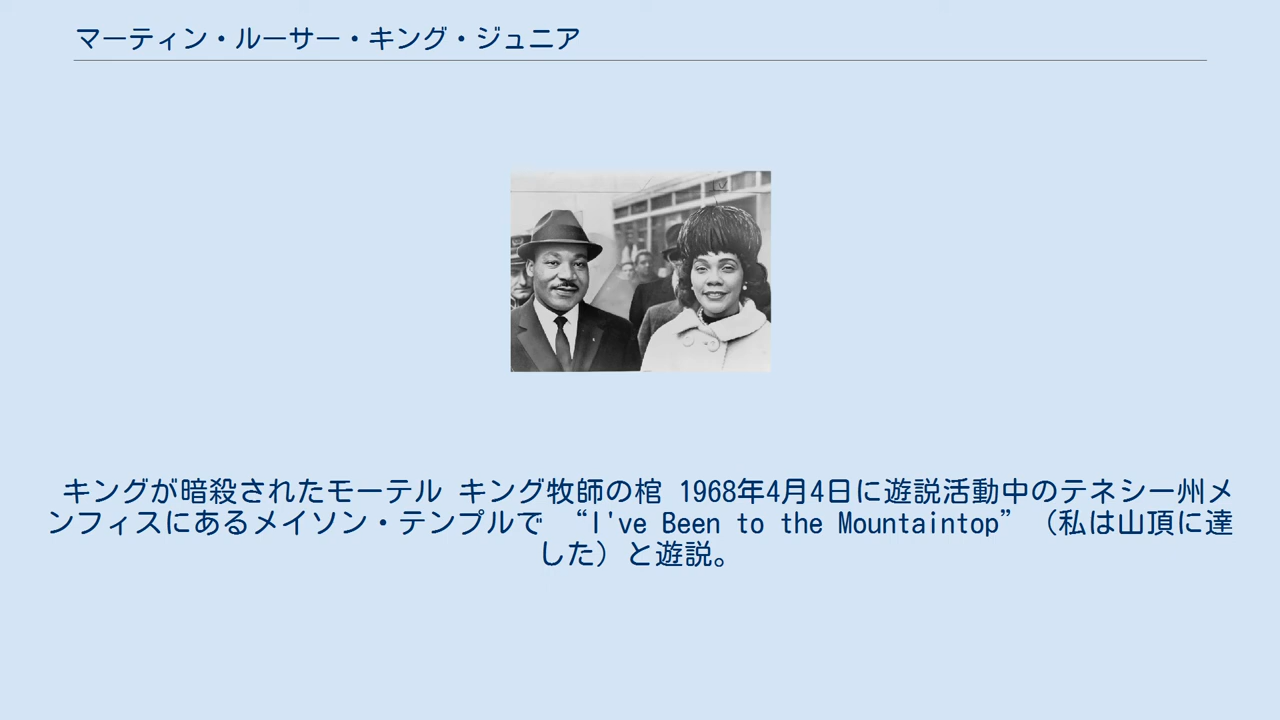 マーティン・ルーサー・キング・ジュニア
キングが暗殺されたモーテル キング牧師の棺 1968年4月4日に遊説活動中のテネシー州メ
ンフィスにあるメイソン・テンプルで “I've Been to the Mountaintop” （私は山頂に達
した）と遊説。